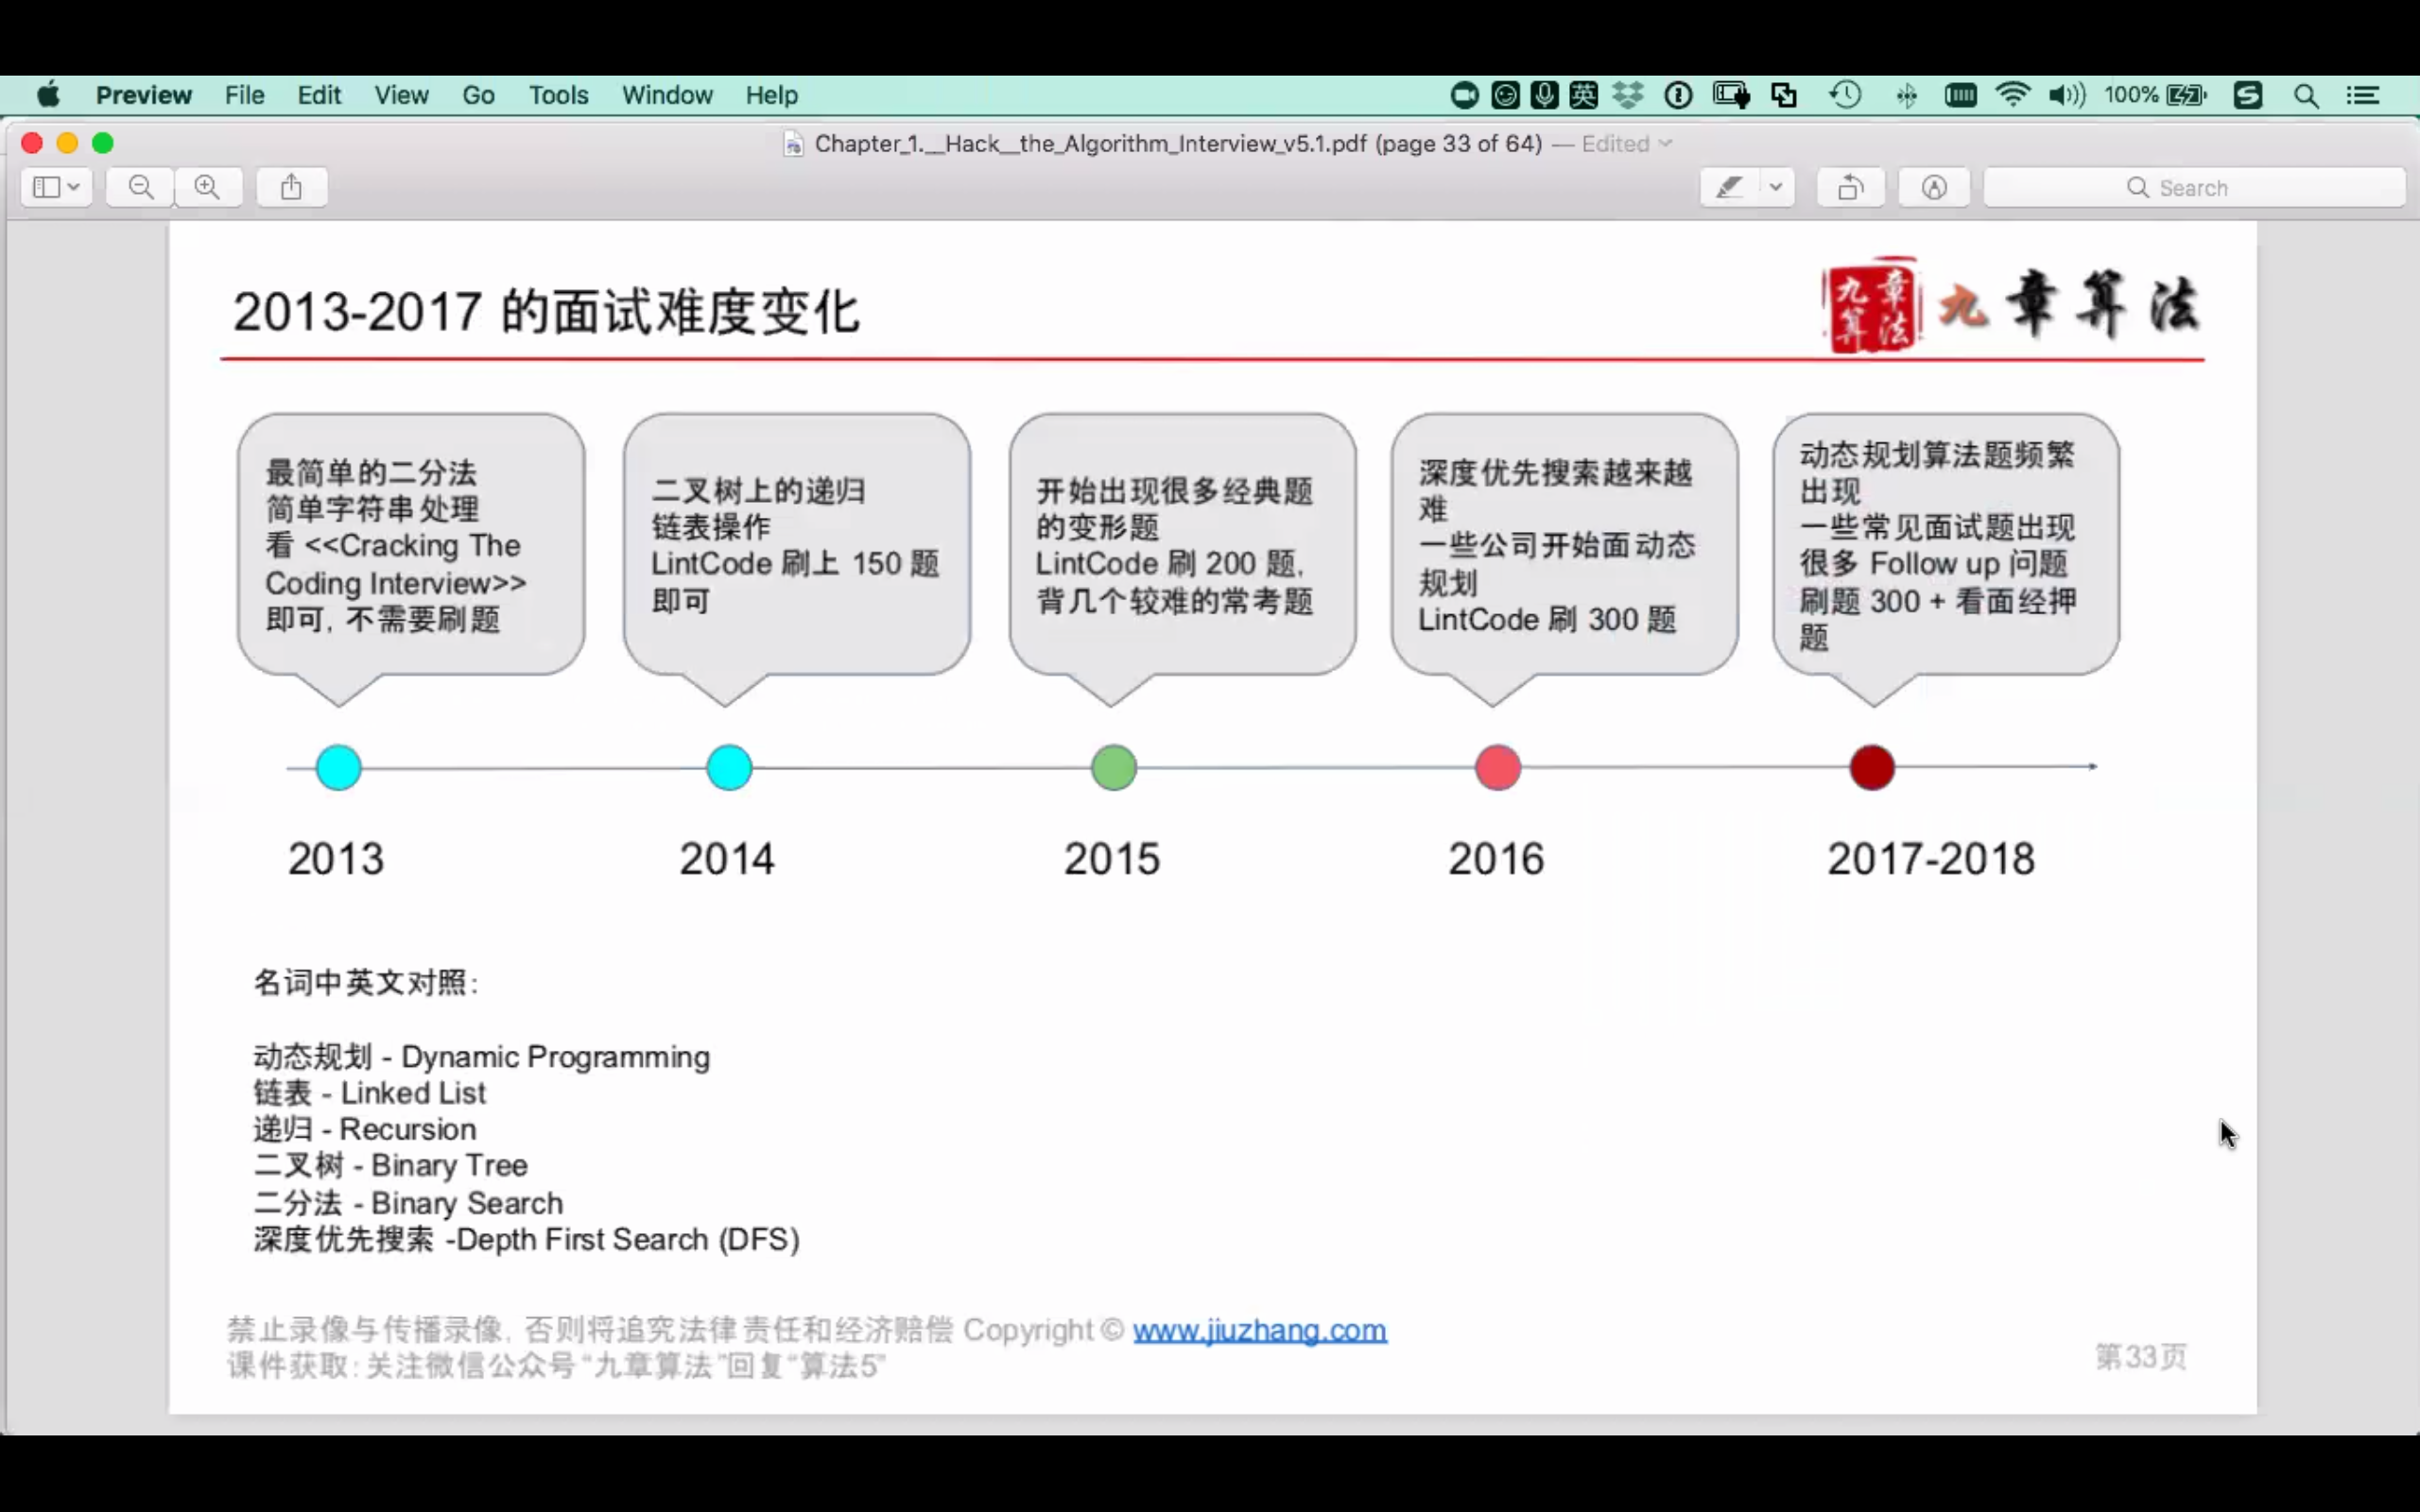 Preview File Edit View Go Tools Window Help 英 100%
Chapter_1.__Hack__the_Algorithm_Interview_v5.1.pdf (page 33 of 64) — Edited
Search
2013-2017 的面试难度变化
九章算法
九章算法
最简单的二分法
简单字符串处理
看 <<Cracking The
Coding Interview>>
即可, 不需要刷题
二叉树上的递归
链表操作
LintCode 刷上 150 题
即可
开始出现很多经典题
的变形题
LintCode 刷 200 题,
背几个较难的常考题
深度优先搜索越来越
难
一些公司开始面动态
规划
LintCode 刷 300 题
动态规划算法题频繁
出现
一些常见面试题出现
很多 Follow up 问题
刷题 300 + 看面经押
题
2013
2014
2015
2016
2017-2018
名词中英文对照:
动态规划 - Dynamic Programming
链表 - Linked List
递归 - Recursion
二叉树 - Binary Tree
二分法 - Binary Search
深度优先搜索 -Depth First Search (DFS)
禁止录像与传播录像, 否则将追究法律责任和经济赔偿 Copyright © www.jiuzhang.com
课件获取: 关注微信公众号“九章算法”回复“算法5”
第33页